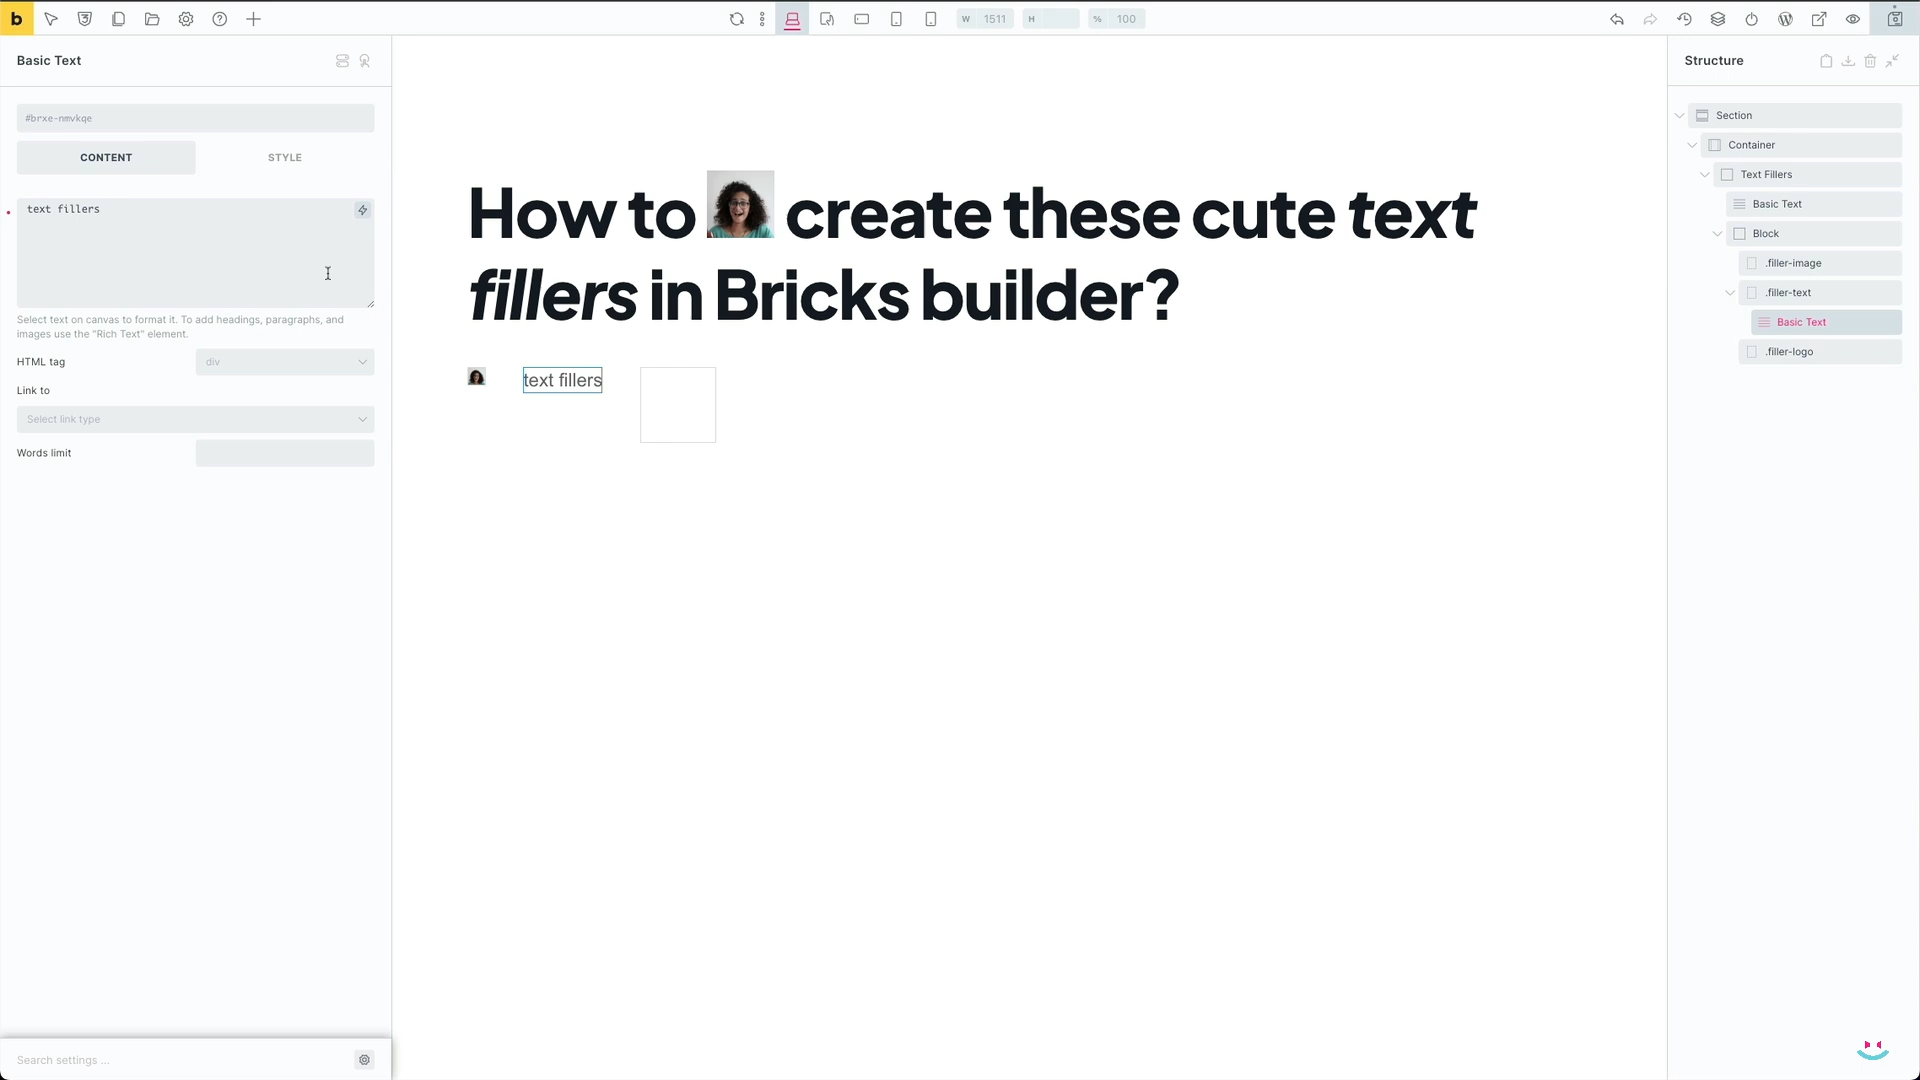 b
W 1511 H % 100
Basic Text
#brxe-nmvkqe
CONTENT STYLE
text fillers
Select text on canvas to format it. To add headings, paragraphs, and
images use the "Rich Text" element.
HTML tag div
Link to
Select link type
Words limit
Search settings ...
How to create these cute text
fillers in Bricks builder?
text fillers
Structure
Section
Container
Text Fillers
Basic Text
Block
.filler-image
.filler-text
Basic Text
.filler-logo